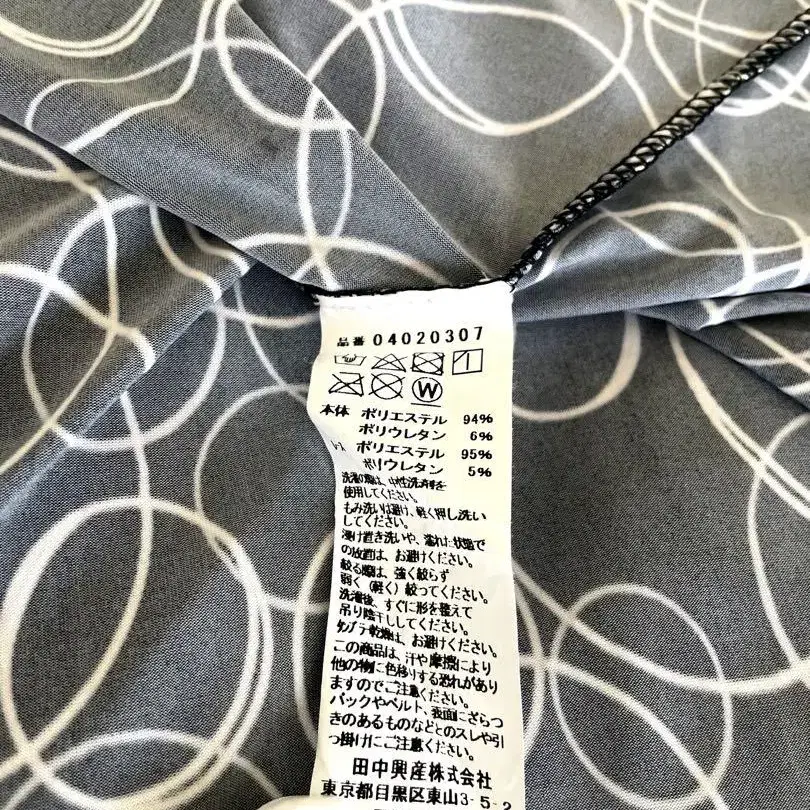 品番 04020307
W
本体 ポリエステル 94%
ポリウレタン 6%
ポリエステル 95%
ポリウレタン 5%
洗濯の際は、中性洗剤を
使用してください。
もみ洗いは避け、軽く押し洗い
してください。
浸け置き洗いや、濡れた状態で
の放置は、お避けください。
絞る際は、強く絞らず
弱く(軽く)絞ってください。
洗濯後、すぐに形を整えて
吊り陰干ししてください。
タンブラー乾燥は、お避けください。
この商品は、汗や摩擦により
他の物に色移りする恐れがあり
ますのでご注意ください。
バックやベルト、表面にざらつ
きのあるものなどとのスレや引
っ掛けにご注意ください。
田中興産株式会社
東京都目黒区東山3-5-2